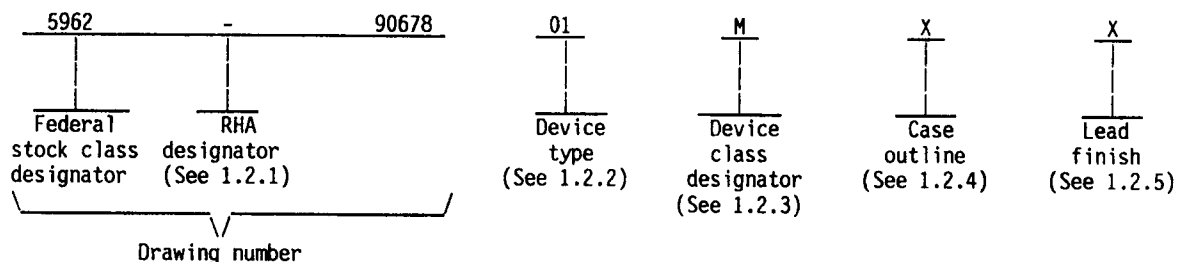 5962 - 90678 01 M X X
Federal stock class designator
RHA designator (See 1.2.1)
Device type (See 1.2.2)
Device class designator (See 1.2.3)
Case outline (See 1.2.4)
Lead finish (See 1.2.5)
Drawing number